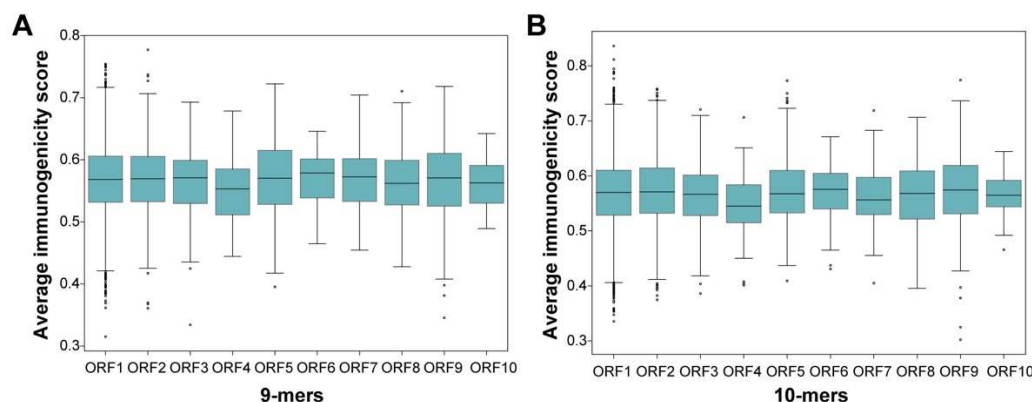 A
Average immunogenicity score
0.8
0.7
0.6
0.5
0.4
0.3
ORF1 ORF2 ORF3 ORF4 ORF5 ORF6 ORF7 ORF8 ORF9 ORF10
9-mers
B
Average immunogenicity score
0.8
0.7
0.6
0.5
0.4
0.3
ORF1 ORF2 ORF3 ORF4 ORF5 ORF6 ORF7 ORF8 ORF9 ORF10
10-mers